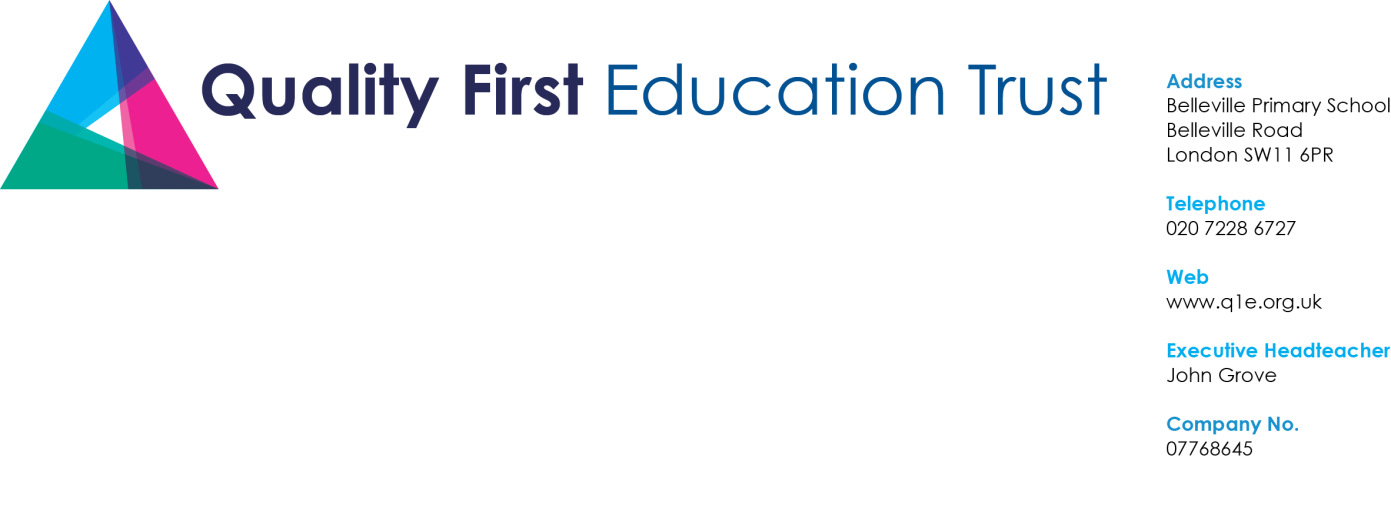 Quality First Education Trust
Address
Belleville Primary School
Belleville Road
London SW11 6PR
Telephone
020 7228 6727
Web
www.q1e.org.uk
Executive Headteacher
John Grove
Company No.
07768645